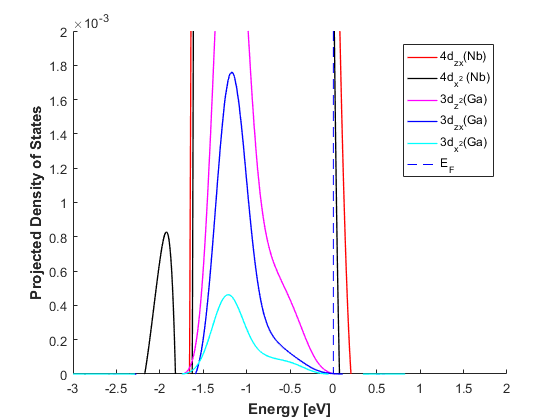 ×10⁻³
2
1.8
1.6
1.4
1.2
1
0.8
0.6
0.4
0.2
0
Projected Density of States
-3 -2.5 -2 -1.5 -1 -0.5 0 0.5 1 1.5 2
Energy [eV]
4d_zx(Nb)
4d_x²(Nb)
3d_z²(Ga)
3d_zx(Ga)
3d_x²(Ga)
E_F